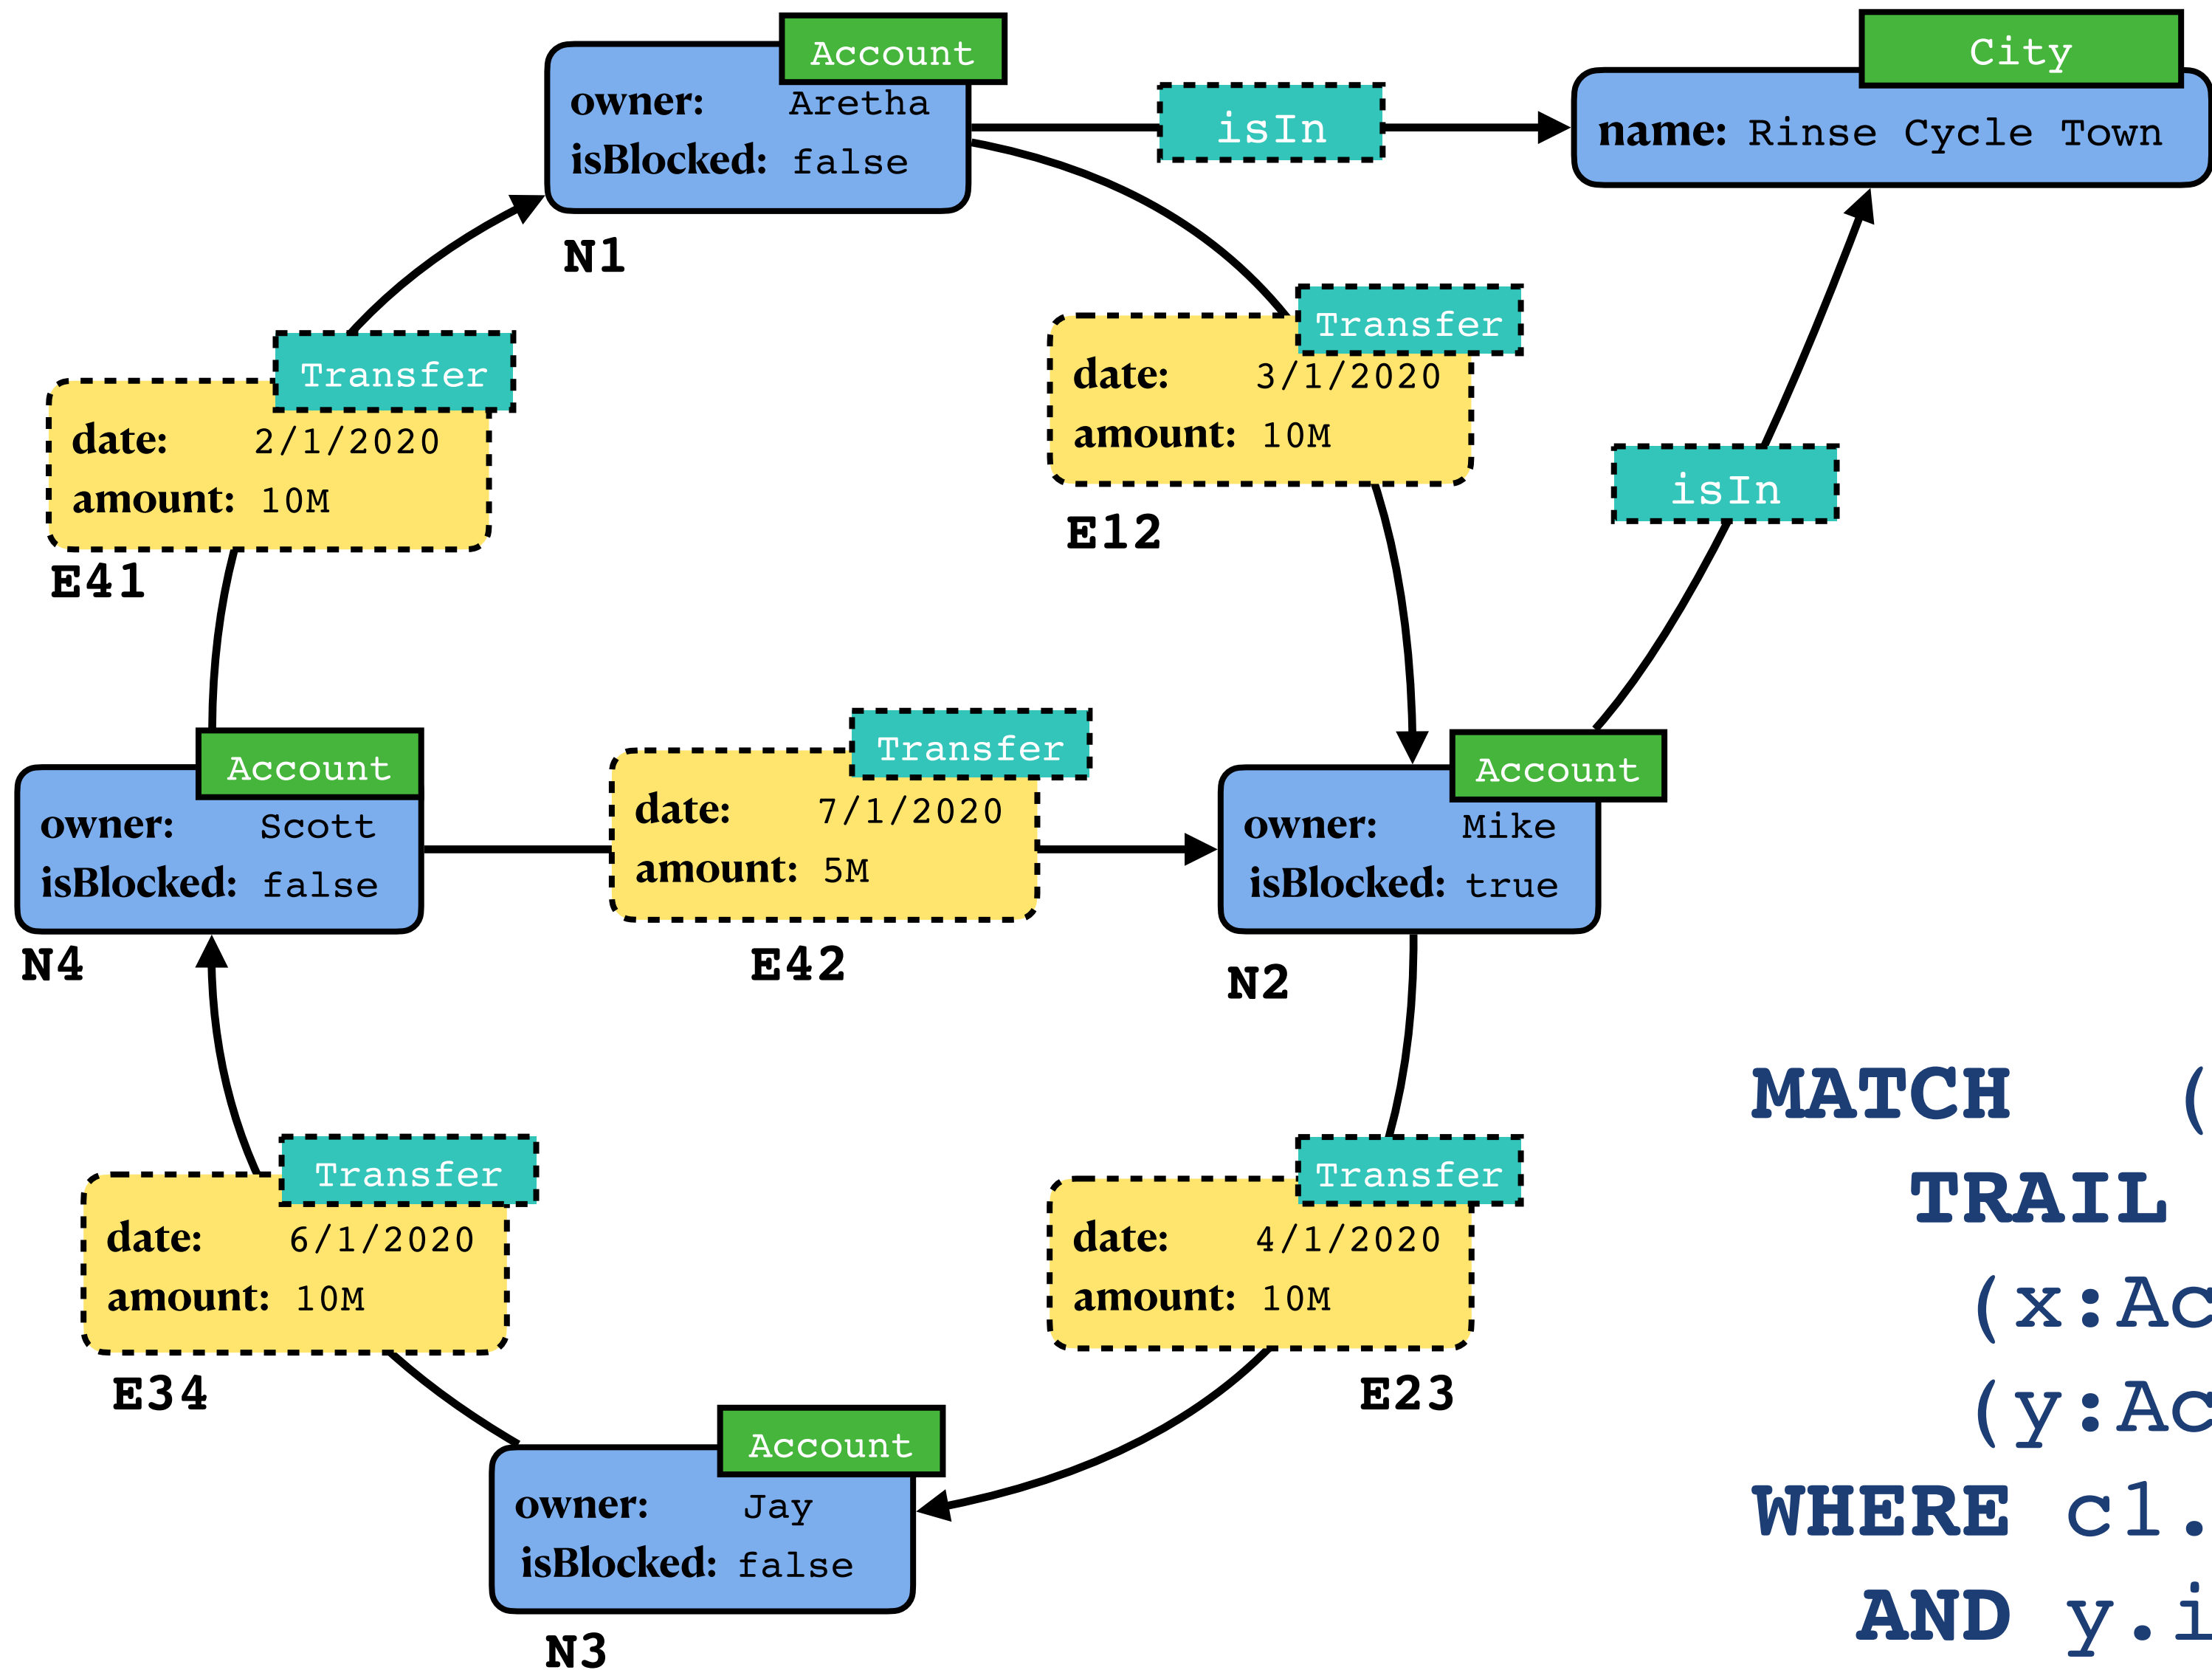 Account
owner: Aretha
isBlocked: false
N1
isIn
City
name: Rinse Cycle Town
Transfer
date: 2/1/2020
amount: 10M
E41
Transfer
date: 3/1/2020
amount: 10M
E12
isIn
Account
owner: Scott
isBlocked: false
N4
Transfer
date: 7/1/2020
amount: 5M
E42
Account
owner: Mike
isBlocked: true
N2
Transfer
date: 6/1/2020
amount: 10M
E34
Transfer
date: 4/1/2020
amount: 10M
E23
Account
owner: Jay
isBlocked: false
N3
MATCH (
TRAIL
(x:Ac
(y:Ac
WHERE c1.
AND y.i